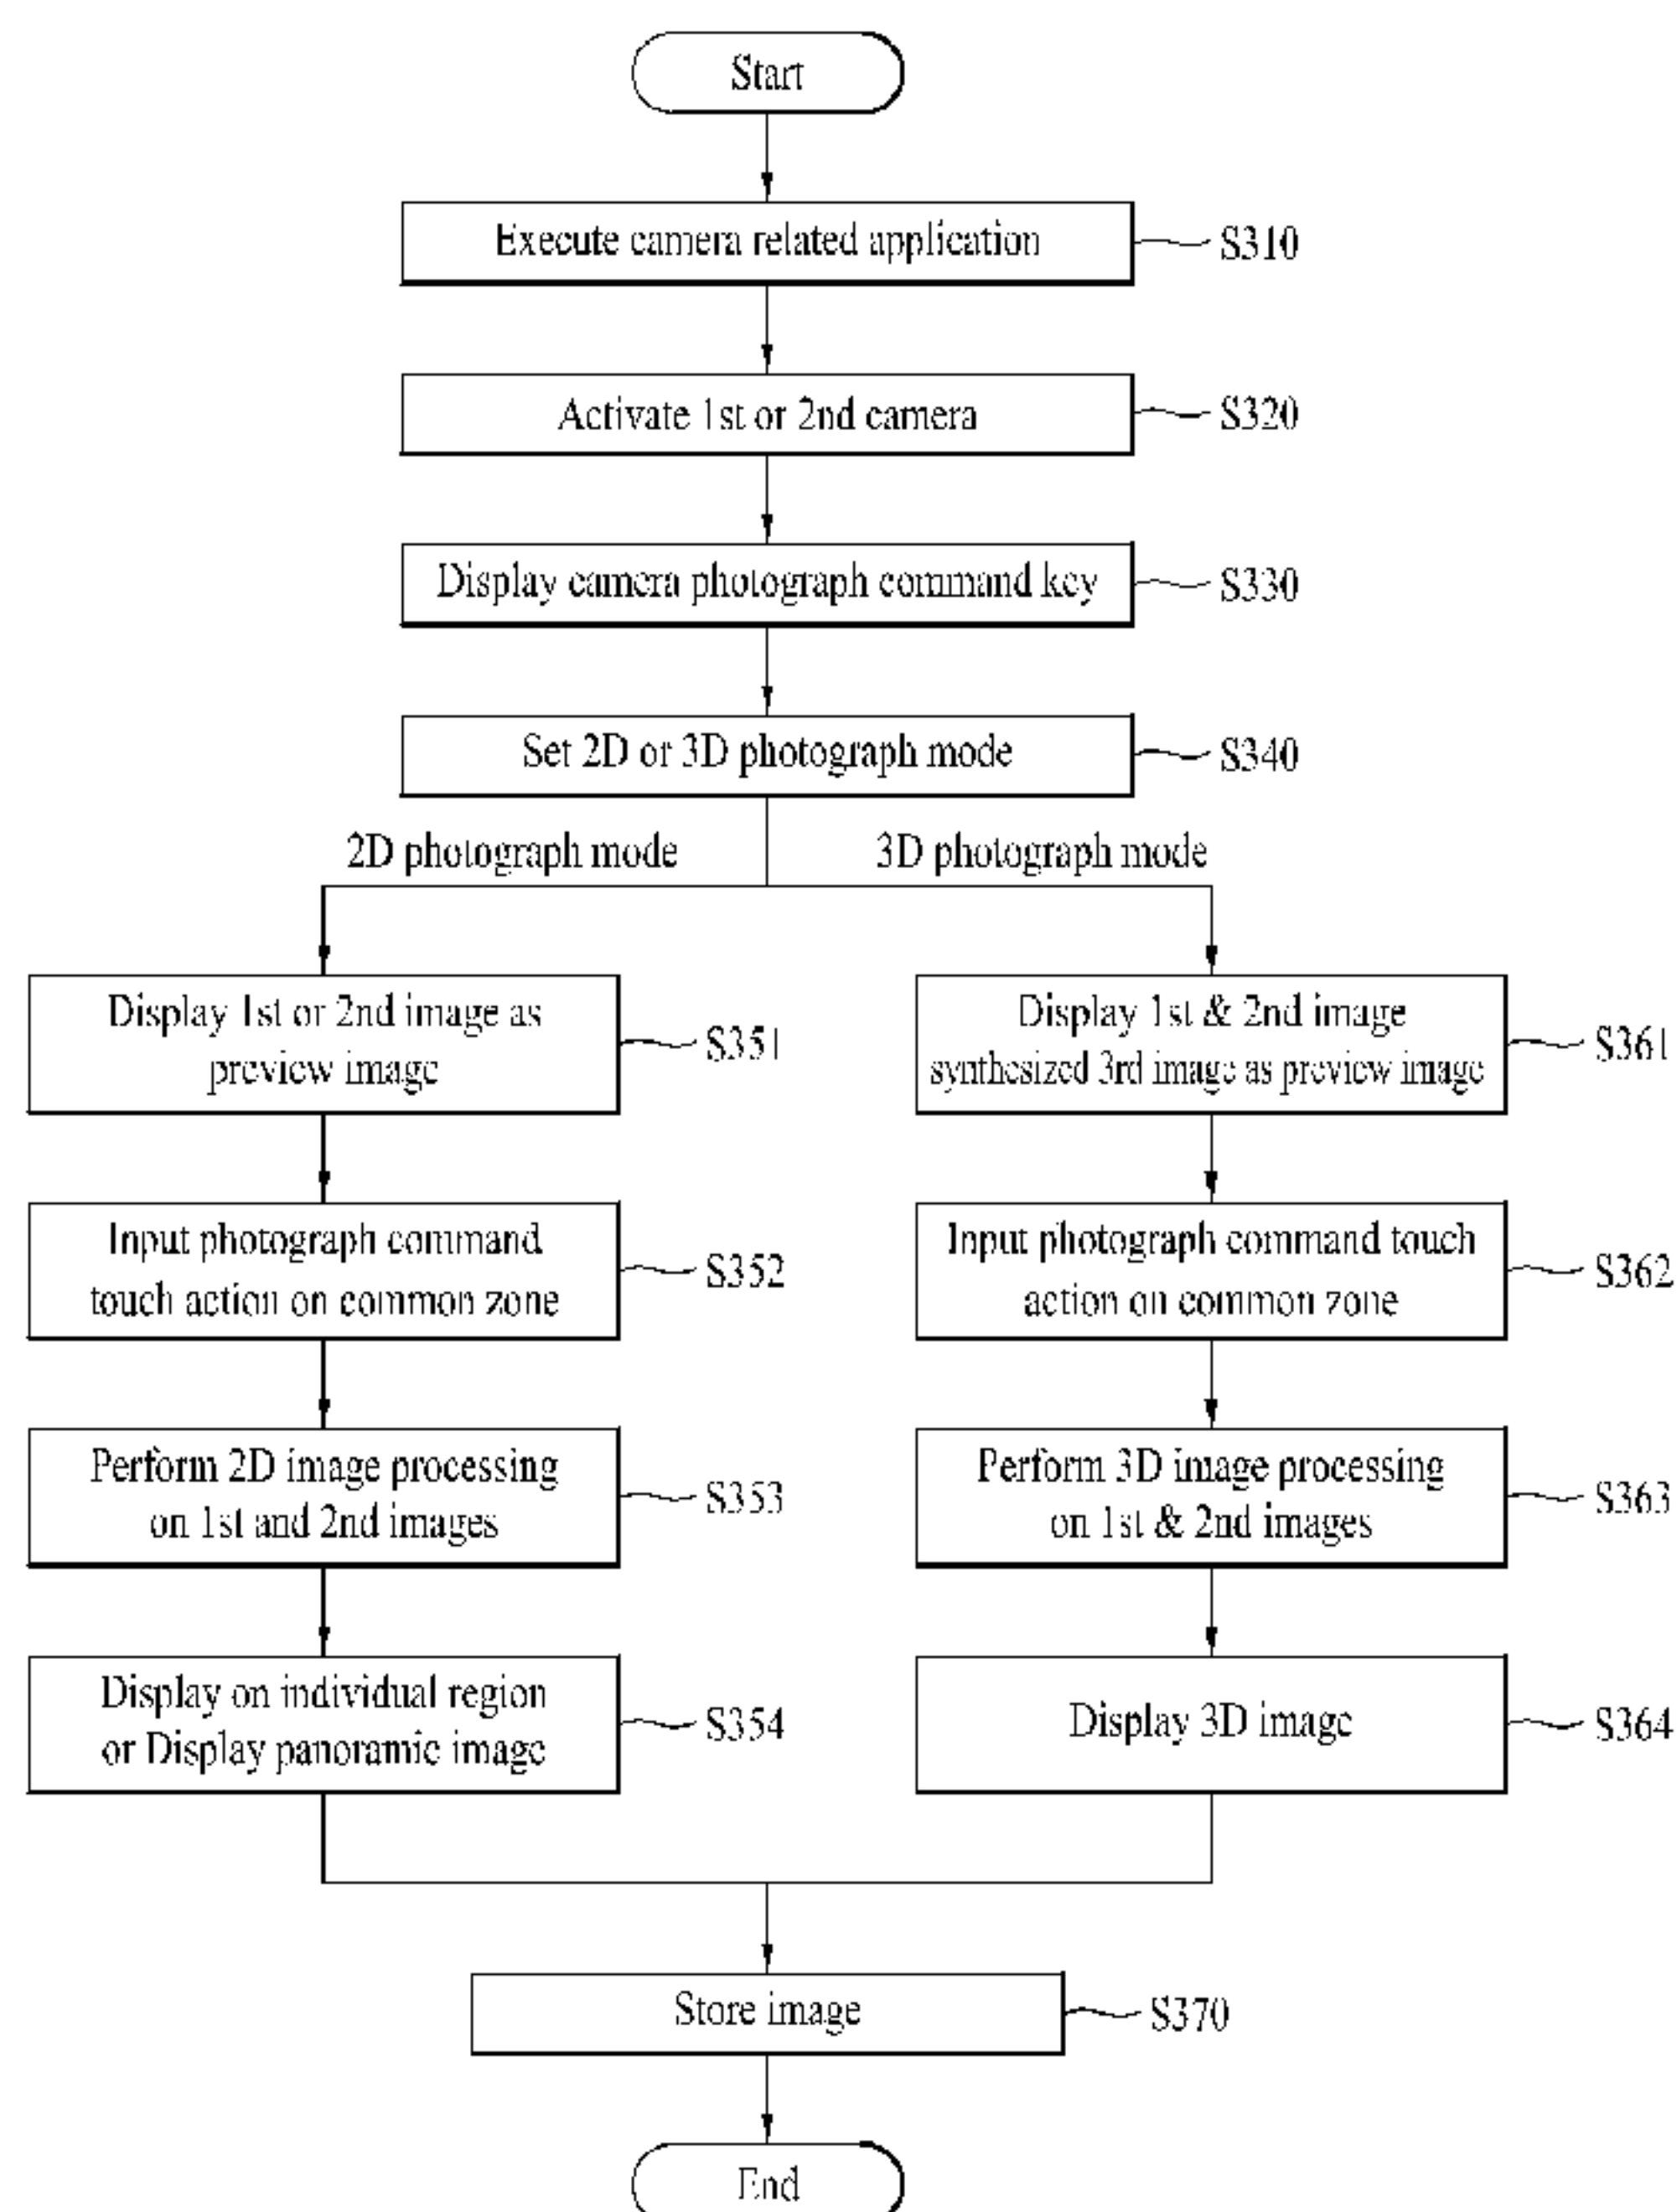 Start
Execute camera related application
S310
Activate 1st or 2nd camera
S320
Display camera photograph command key
S330
Set 2D or 3D photograph mode
S340
2D photograph mode
3D photograph mode
Display 1st or 2nd image as
preview image
S351
Display 1st & 2nd image
synthesized 3rd image as preview image
S361
Input photograph command
touch action on common zone
S352
Input photograph command touch
action on common zone
S362
Perform 2D image processing
on 1st and 2nd images
S353
Perform 3D image processing
on 1st & 2nd images
S363
Display on individual region
or Display panoramic image
S354
Display 3D image
S364
Store image
S370
End